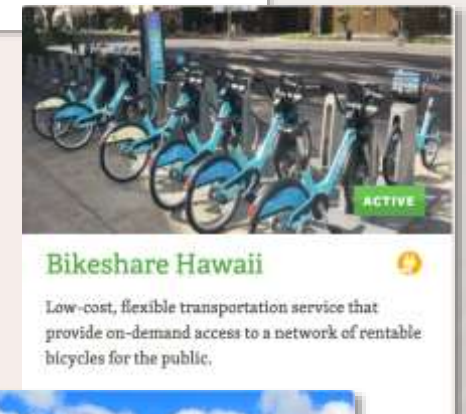 ACTIVE
Bikeshare Hawaii
Low-cost, flexible transportation service that
provide on-demand access to a network of rentable
bicycles for the public.